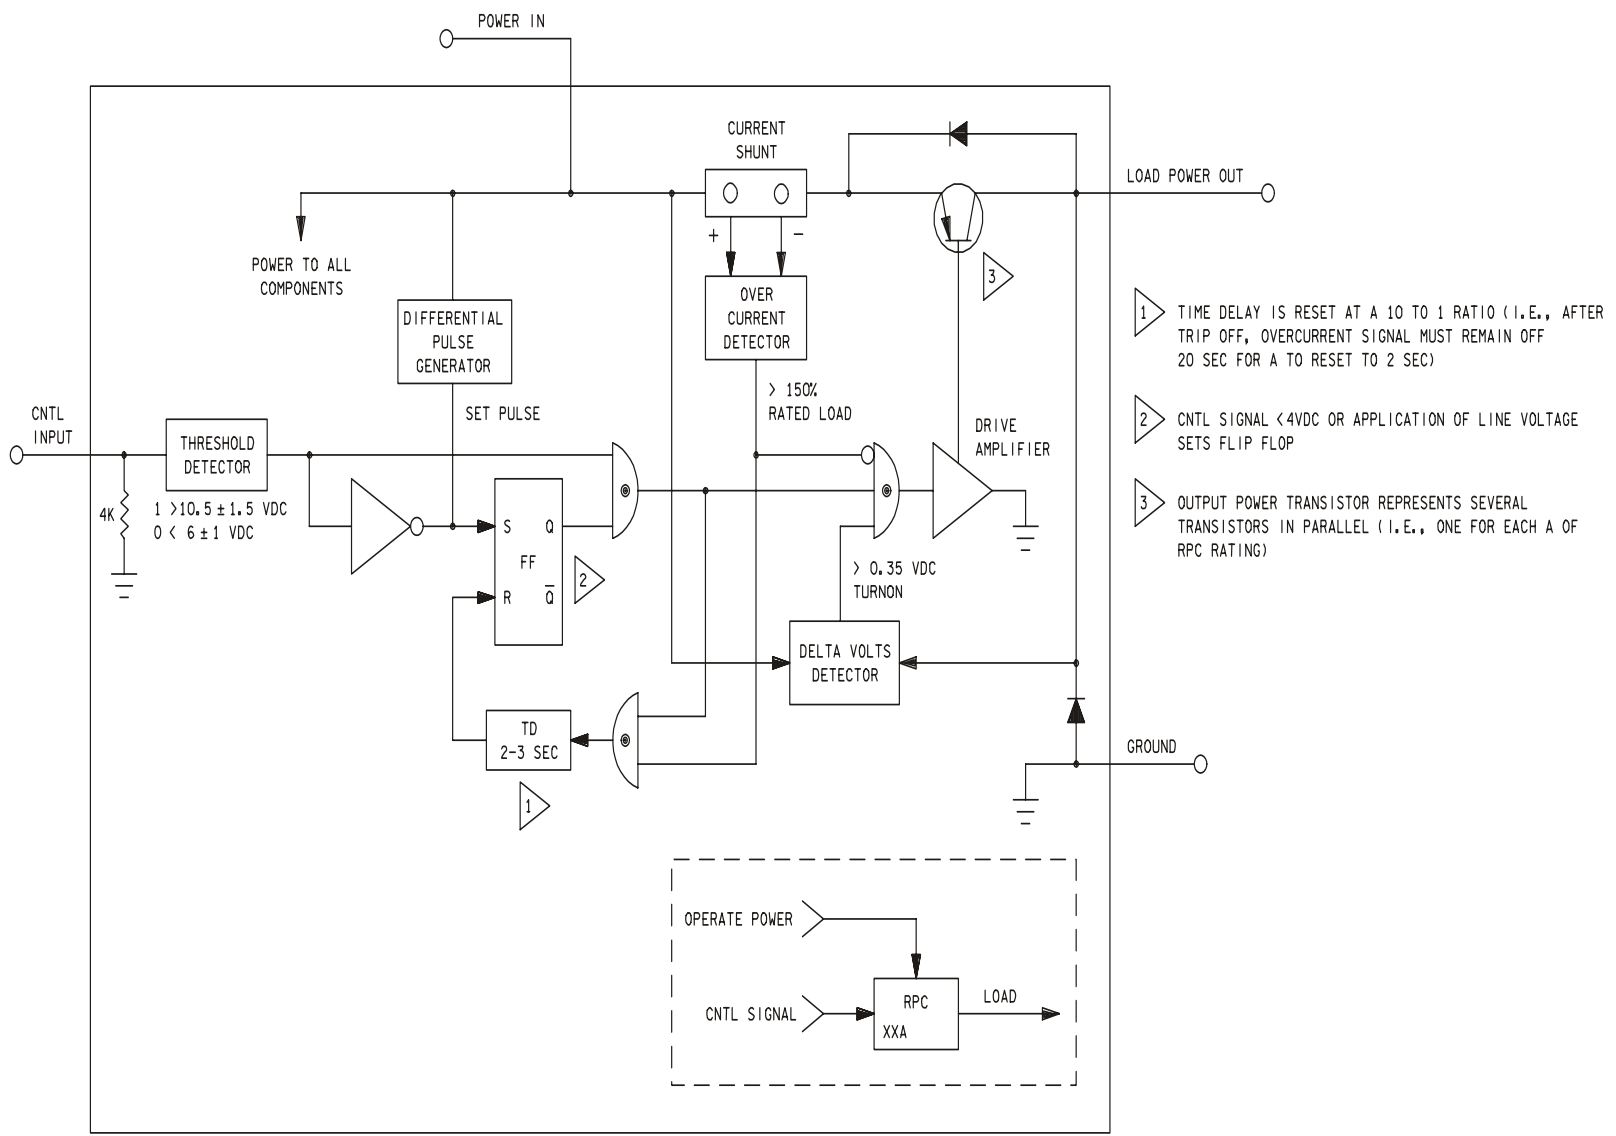 POWER IN
CURRENT
SHUNT
LOAD POWER OUT
+
−
3
POWER TO ALL
COMPONENTS
DIFFERENTIAL
PULSE
GENERATOR
OVER
CURRENT
DETECTOR
SET PULSE
> 150%
RATED LOAD
CNTL
INPUT
THRESHOLD
DETECTOR
1 >10.5 ± 1.5 VDC
0 < 6 ± 1 VDC
4K
DRIVE
AMPLIFIER
S
Q
FF
R
Q̅
2
> 0.35 VDC
TURNON
DELTA VOLTS
DETECTOR
TD
2-3 SEC
1
GROUND
OPERATE POWER
CNTL SIGNAL
RPC
XXA
LOAD
1
TIME DELAY IS RESET AT A 10 TO 1 RATIO (I.E., AFTER
TRIP OFF, OVERCURRENT SIGNAL MUST REMAIN OFF
20 SEC FOR A TO RESET TO 2 SEC)
2
CNTL SIGNAL <4VDC OR APPLICATION OF LINE VOLTAGE
SETS FLIP FLOP
3
OUTPUT POWER TRANSISTOR REPRESENTS SEVERAL
TRANSISTORS IN PARALLEL (I.E., ONE FOR EACH A OF
RPC RATING)